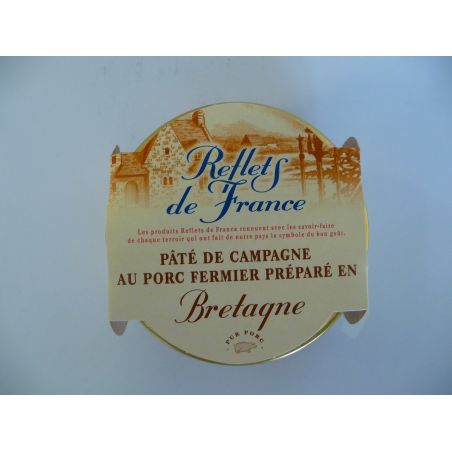 Reflets
de France
Les produits Reflets de France renouent avec les savoir-faire
de chaque terroir qui ont fait de notre pays le symbole du bon goût.
PÂTÉ DE CAMPAGNE
AU PORC FERMIER PRÉPARÉ EN
Bretagne
PUR PORC